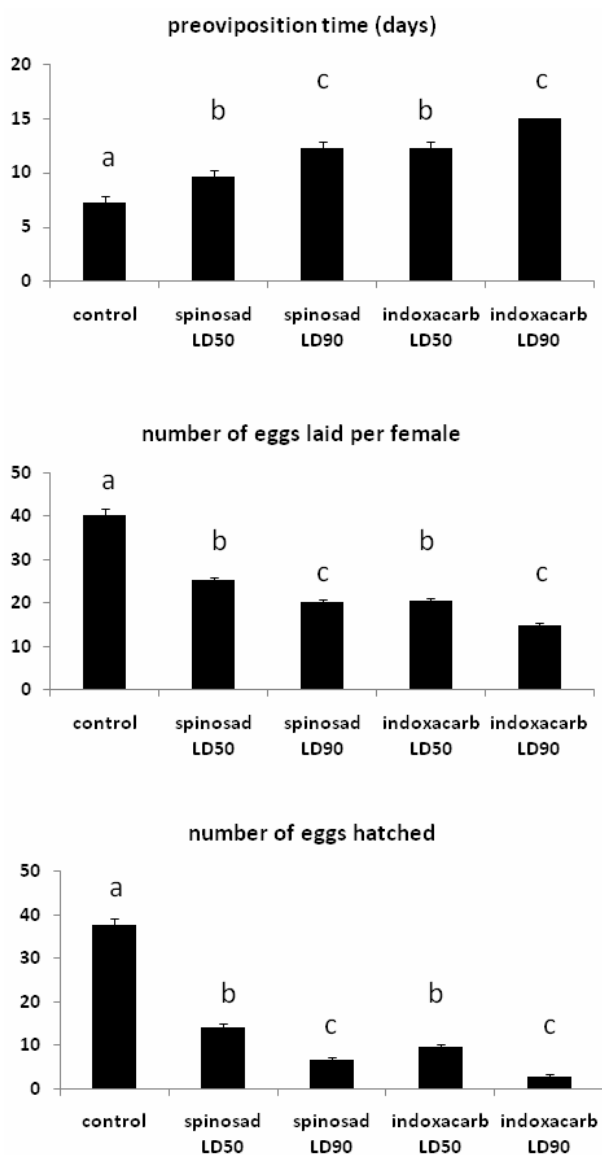 preoviposition time (days)
20
15
10
5
0
a
b
c
b
c
control spinosad spinosad indoxacarb indoxacarb
LD50 LD90 LD50 LD90
number of eggs laid per female
50
40
30
20
10
0
a
b
c
b
c
control spinosad spinosad indoxacarb indoxacarb
LD50 LD90 LD50 LD90
number of eggs hatched
50
40
30
20
10
0
a
b
c
b
c
control spinosad spinosad indoxacarb indoxacarb
LD50 LD90 LD50 LD90